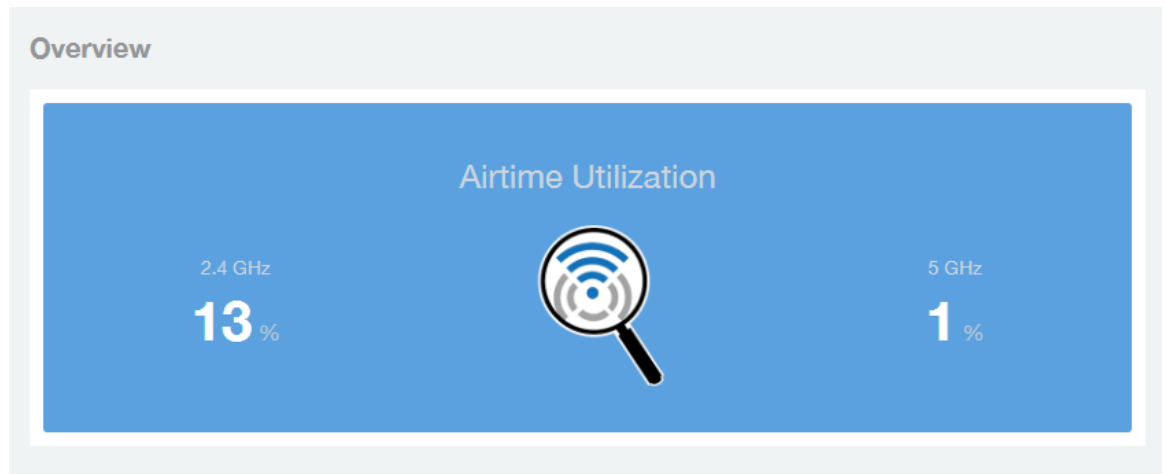 Overview
Airtime Utilization
2.4 GHz
13 %
5 GHz
1 %